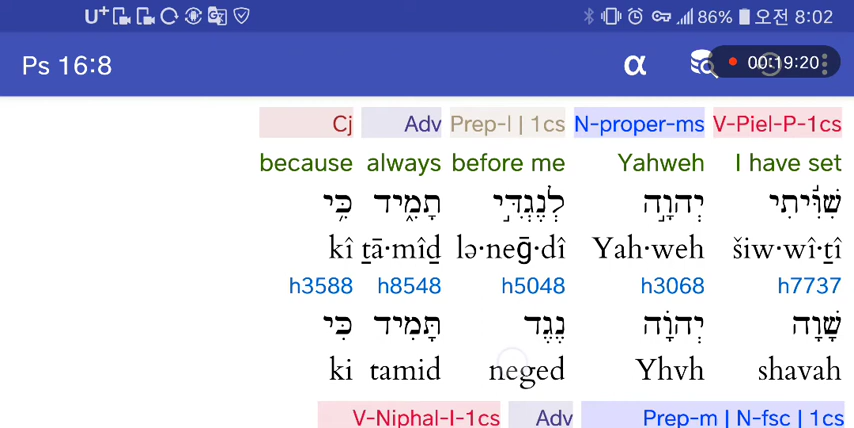 U+ 86% 오전 8:02
Ps 16:8 α 00:19:20
V-Piel-P-1cs N-proper-ms Prep-l | 1cs Adv Cj
I have set Yahweh before me always because
שִׁוִּ֬יתִי יְהוָ֣ה לְנֶגְדִּ֣י תָמִ֑יד כִּ֥י
šiw·wî·ṯî Yah·weh lə·neḡ·dî ṯā·mîḏ kî
h7737 h3068 h5048 h8548 h3588
שָׁוָה יְהֹוָה נֶגֶד תָּמִיד כִּי
shavah Yhvh neged tamid ki
Prep-m | N-fsc | 1cs Adv V-Niphal-I-1cs